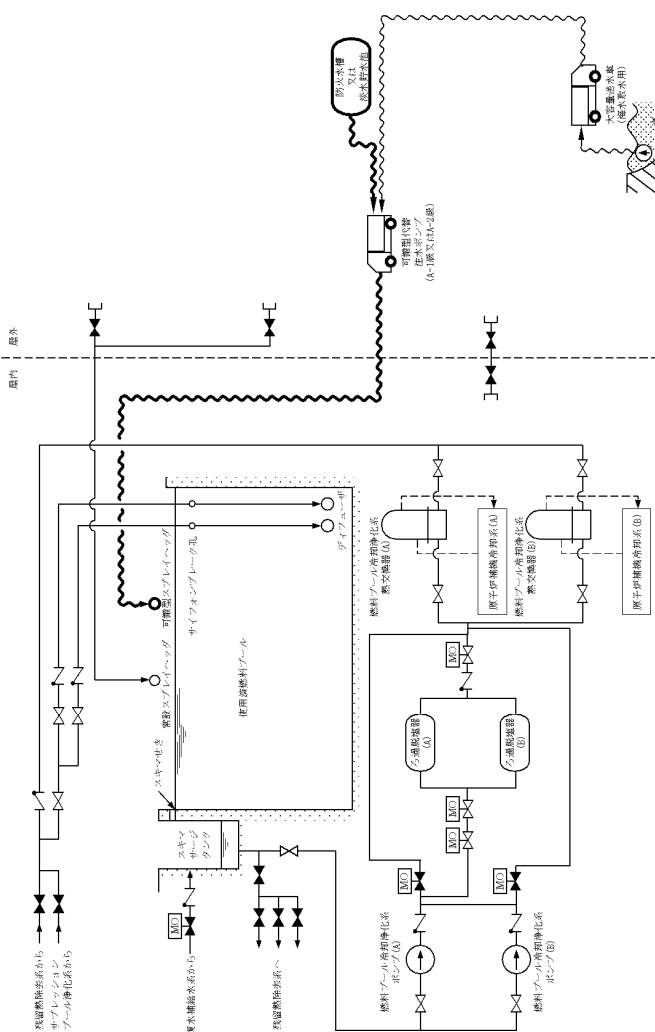 屋外
屋内
防火水槽
又は
淡水貯水池
大容量送水車
(海水取水用)
可搬型代替
注水ポンプ
(A-1級又はA-2級)
可搬型スプレイヘッダ
常設スプレイヘッダ
サイフォンブレーク孔
ディフューザ
使用済燃料プール
スキマせき
スキマ
サージ
タンク
残留熱除去系から
サプレッション
プール浄化系から
復水補給水系から
残留熱除去系へ
MO
MO
MO
MO
MO
MO
ろ過脱塩器
(A)
ろ過脱塩器
(B)
燃料プール冷却浄化系
ポンプ(A)
燃料プール冷却浄化系
ポンプ(B)
燃料プール冷却浄化系
熱交換器(A)
原子炉補機冷却系(A)
燃料プール冷却浄化系
熱交換器(B)
原子炉補機冷却系(B)